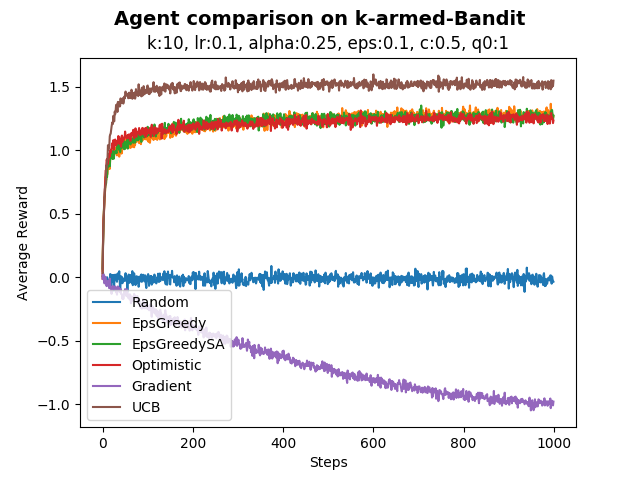 Agent comparison on k-armed-Bandit
k:10, lr:0.1, alpha:0.25, eps:0.1, c:0.5, q0:1
1.5
1.0
0.5
0.0
−0.5
−1.0
Average Reward
Random
EpsGreedy
EpsGreedySA
Optimistic
Gradient
UCB
0 200 400 600 800 1000
Steps